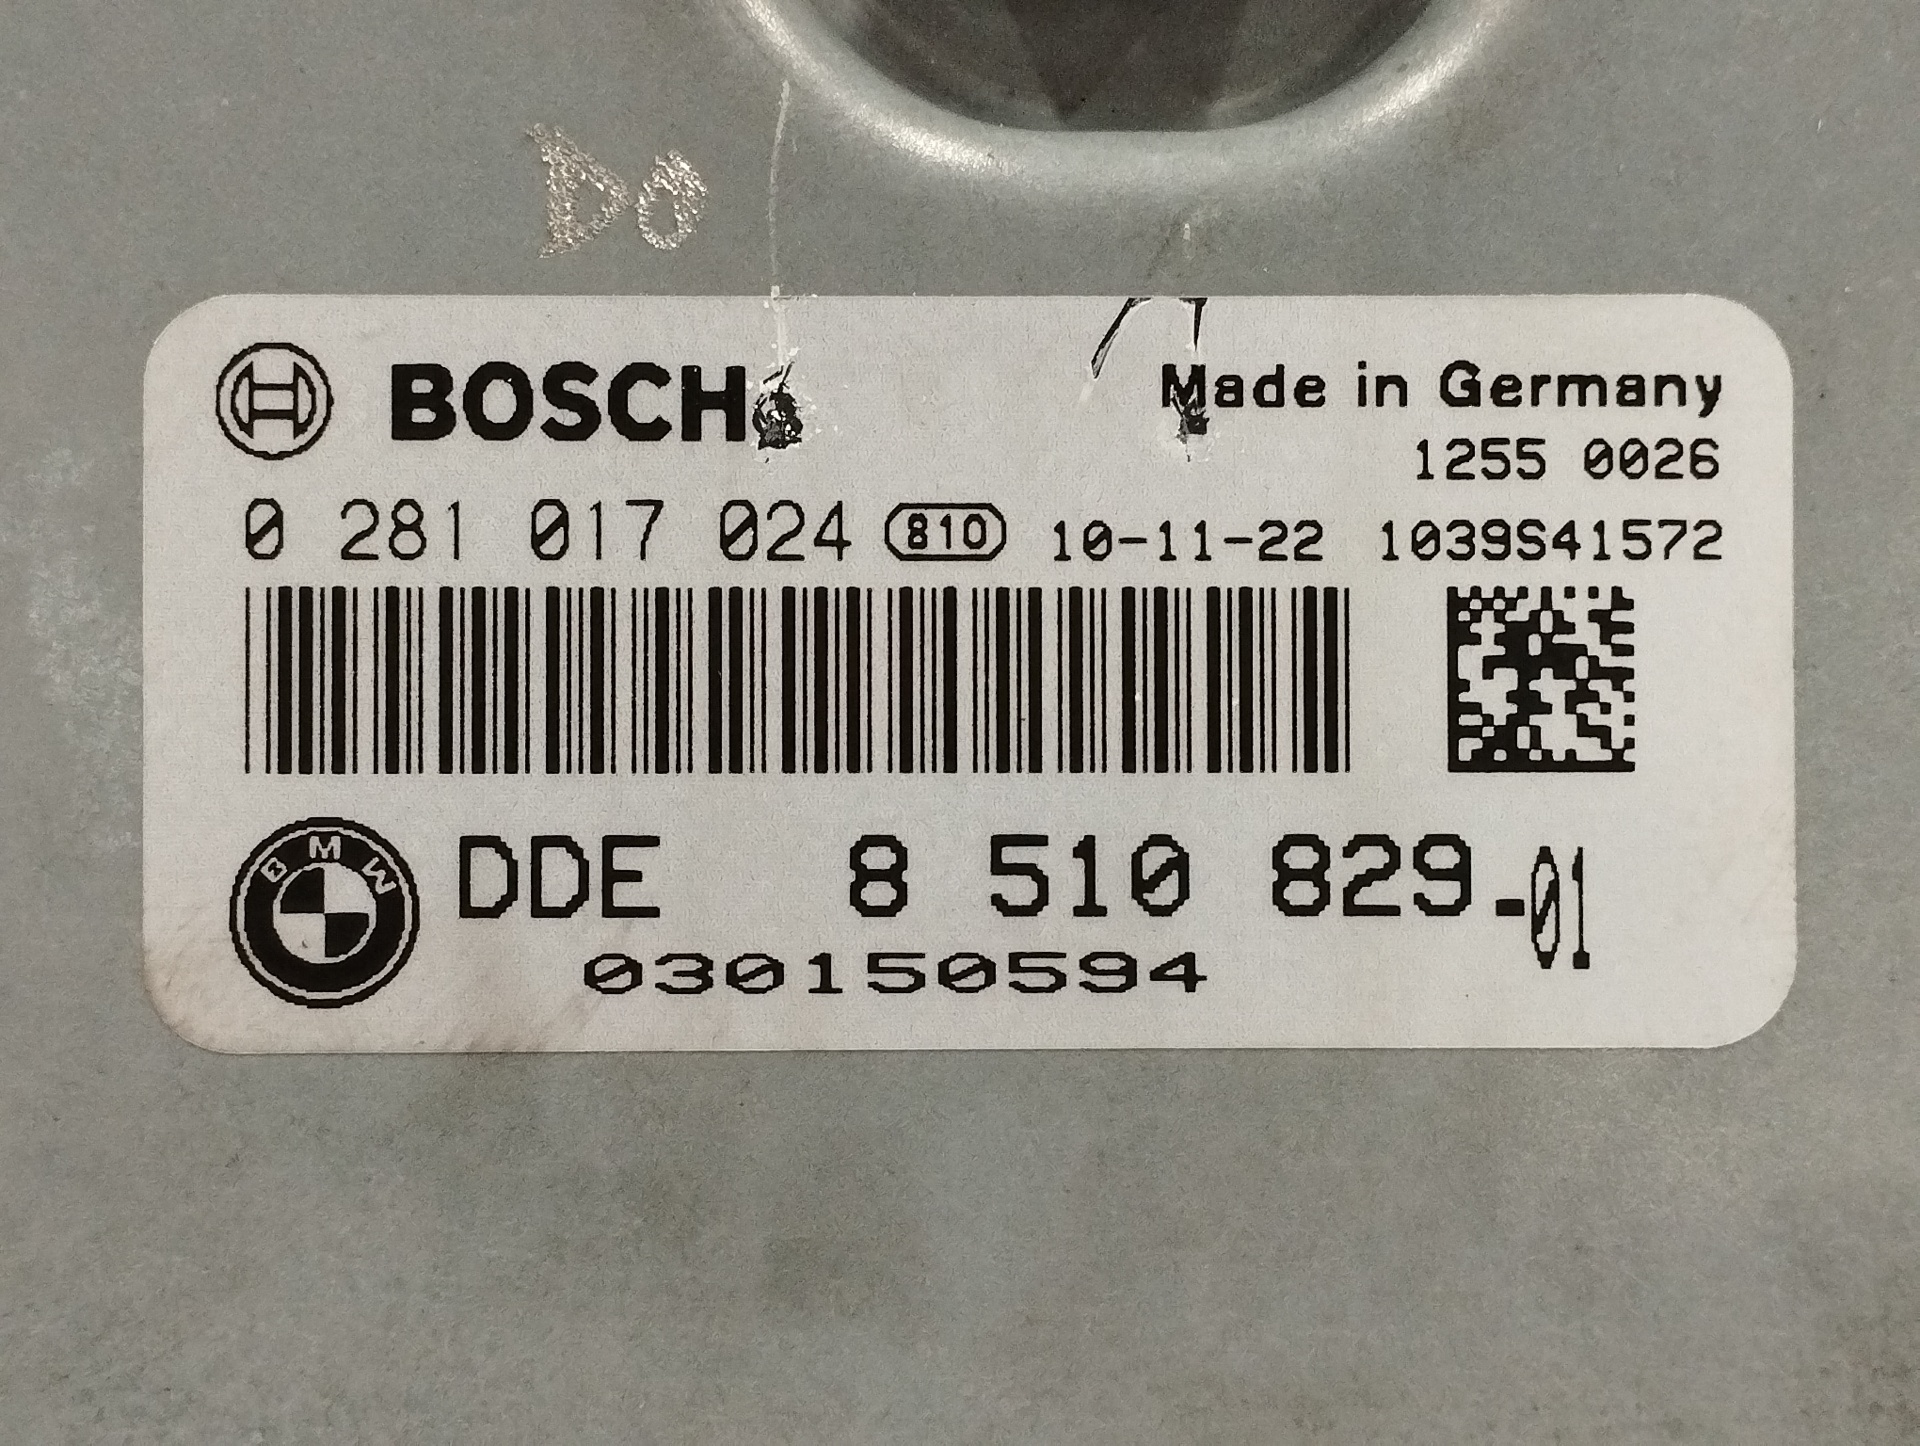 DO
BOSCH
Made in Germany
1255 0026
0 281 017 024 810 10-11-22 1039S41572
BMW
DDE 8 510 829-01
030150594